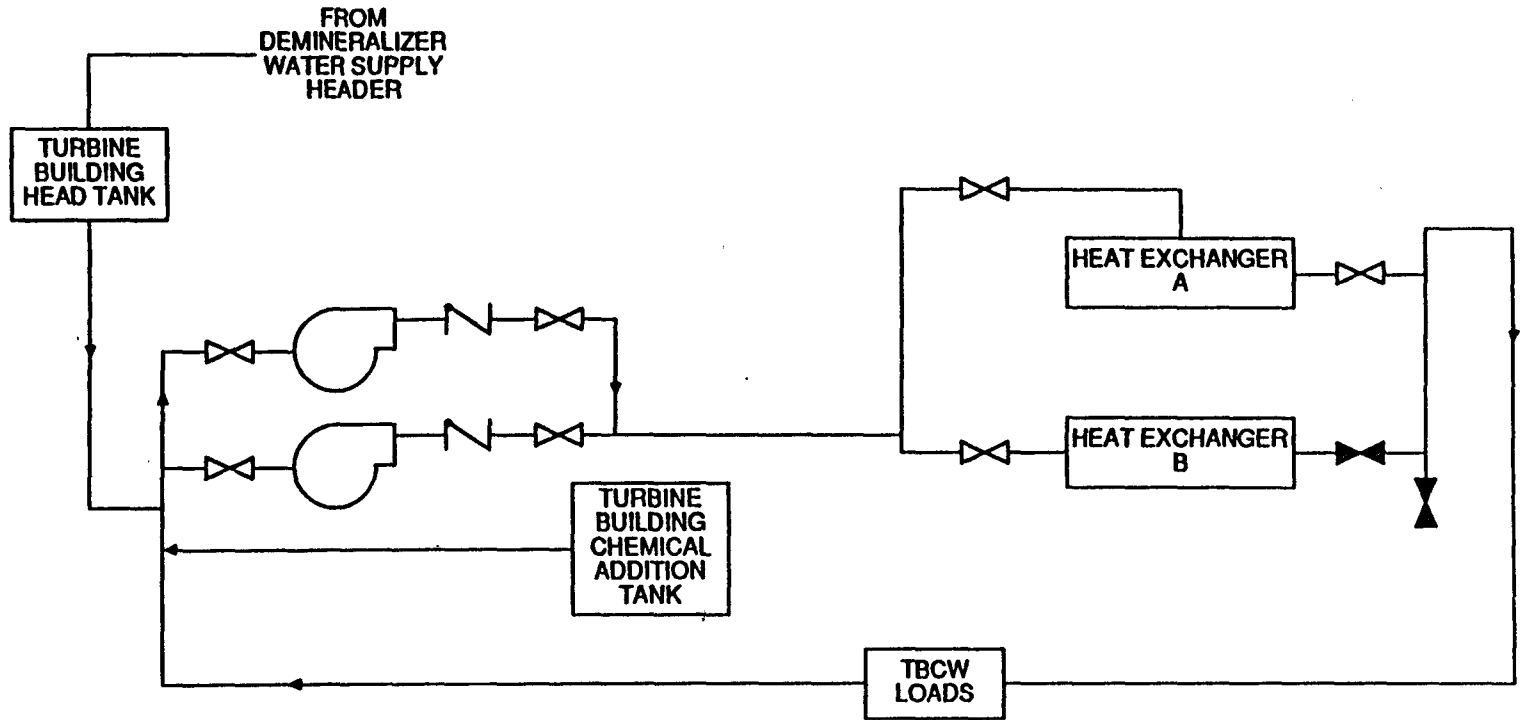 FROM
DEMINERALIZER
WATER SUPPLY
HEADER
TURBINE
BUILDING
HEAD TANK
HEAT EXCHANGER
A
HEAT EXCHANGER
B
TURBINE
BUILDING
CHEMICAL
ADDITION
TANK
TBCW
LOADS